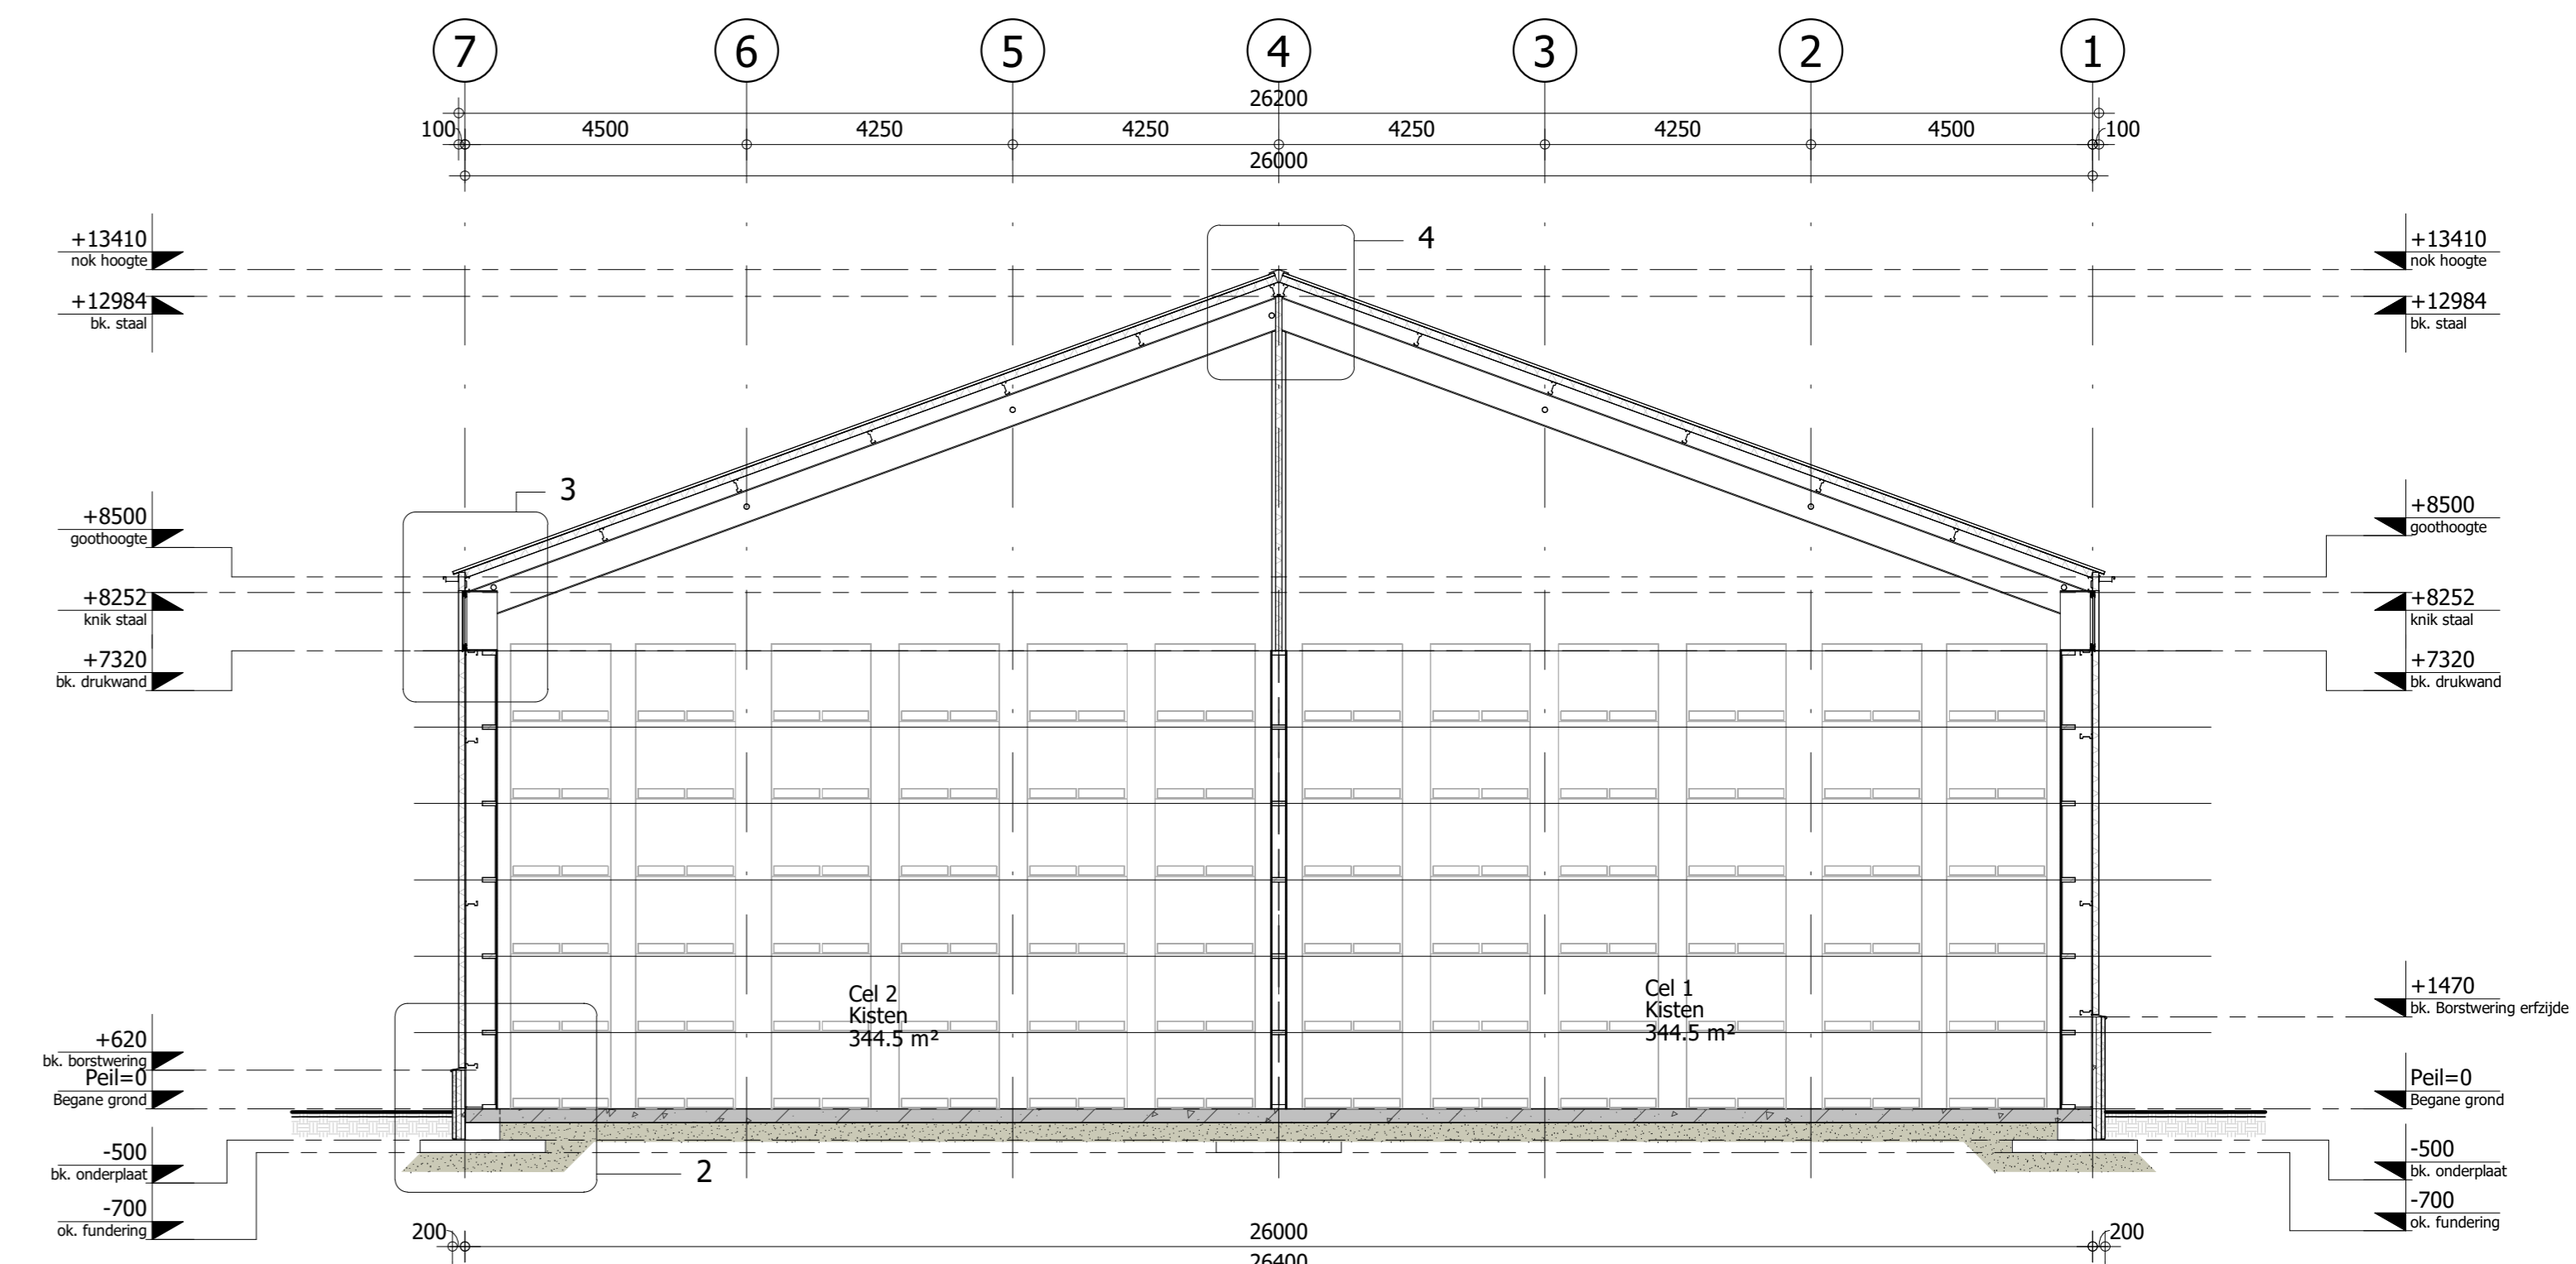 7 6 5 4 3 2 1
26200
100 4500 4250 4250 4250 4250 4500 100
26000
+13410
nok hoogte
+12984
bk. staal
+8500
goothoogte
+8252
knik staal
+7320
bk. drukwand
+620
bk. borstwering
Peil=0
Begane grond
-500
bk. onderplaat
-700
ok. fundering
4
3
2
Cel 2
Kisten
344.5 m²
Cel 1
Kisten
344.5 m²
+13410
nok hoogte
+12984
bk. staal
+8500
goothoogte
+8252
knik staal
+7320
bk. drukwand
+1470
bk. Borstwering erfzijde
Peil=0
Begane grond
-500
bk. onderplaat
-700
ok. fundering
200 26000 200
26400